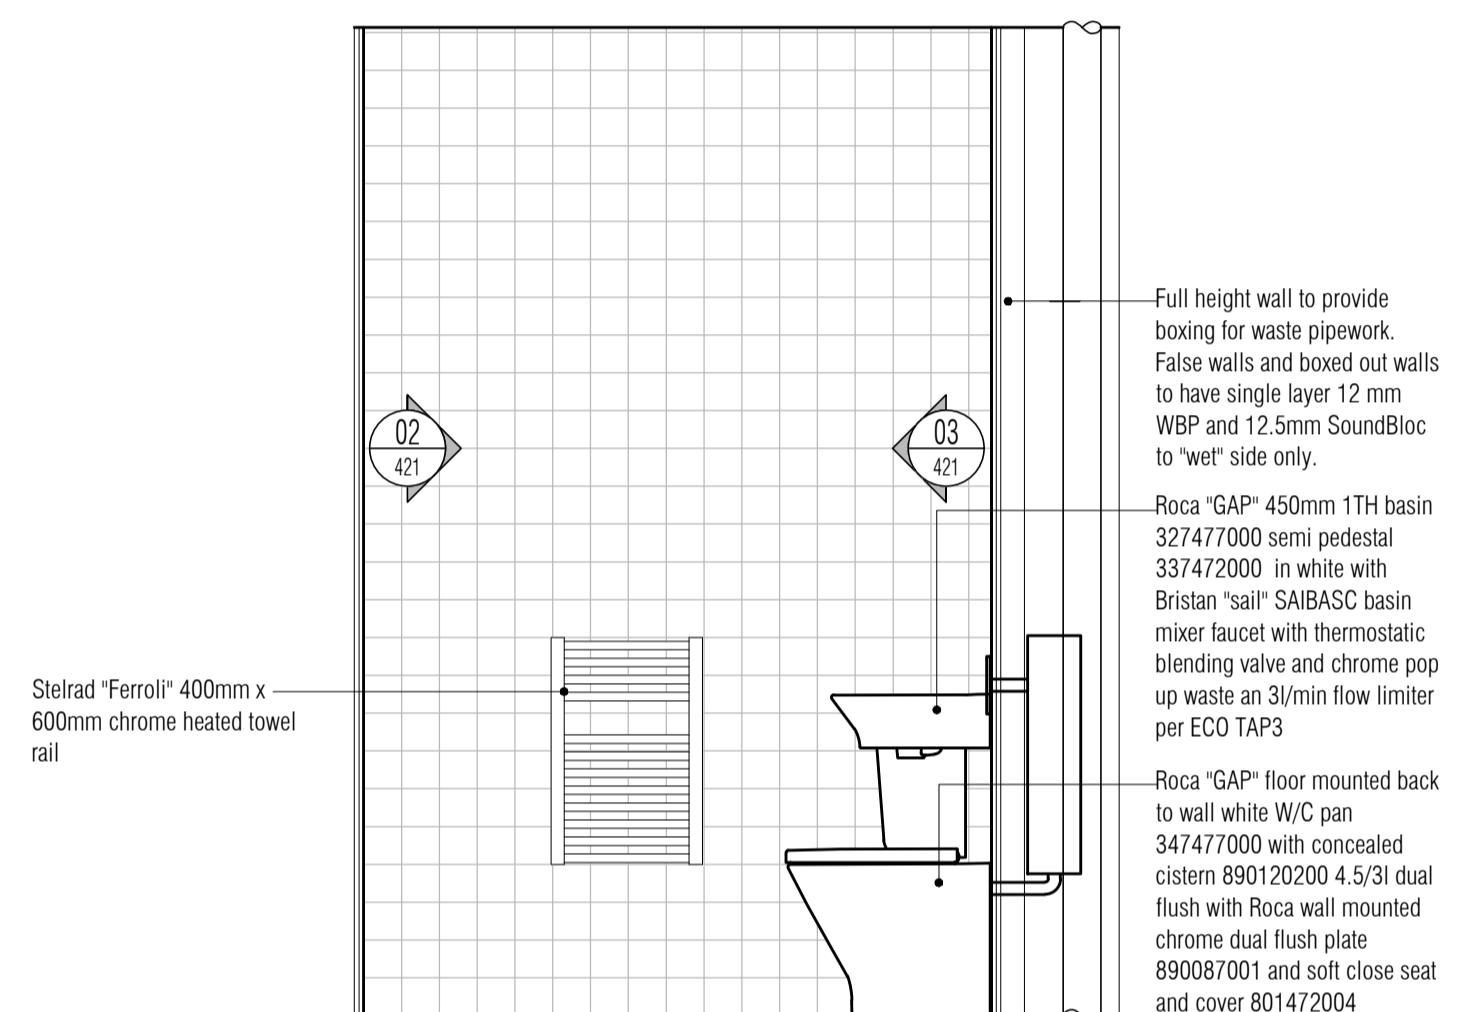 Full height wall to provide
boxing for waste pipework.
False walls and boxed out walls
to have single layer 12 mm
WBP and 12.5mm SoundBloc
to "wet" side only.
02
421
03
421
Roca "GAP" 450mm 1TH basin
327477000 semi pedestal
337472000 in white with
Bristan "sail" SAIBASC basin
mixer faucet with thermostatic
blending valve and chrome pop
up waste an 3l/min flow limiter
per ECO TAP3
Stelrad "Ferroli" 400mm x
600mm chrome heated towel
rail
Roca "GAP" floor mounted back
to wall white W/C pan
347477000 with concealed
cistern 890120200 4.5/3l dual
flush with Roca wall mounted
chrome dual flush plate
890087001 and soft close seat
and cover 801472004